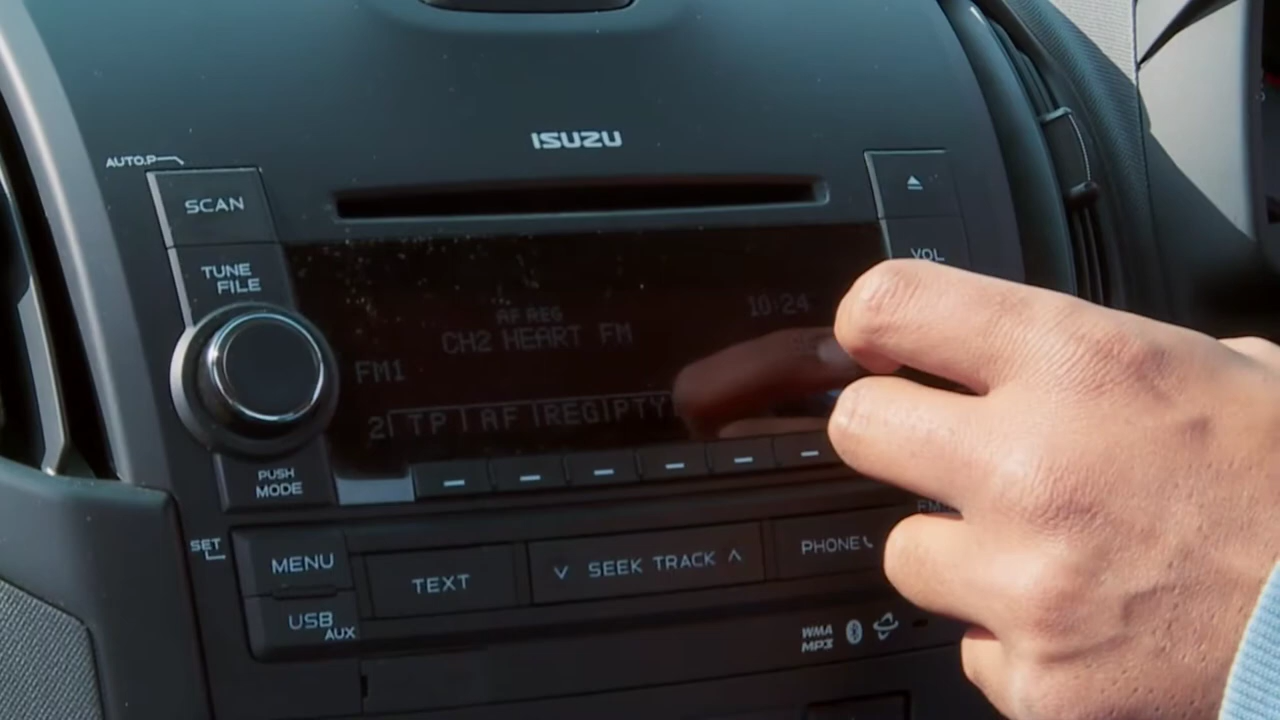 ISUZU
AUTO.P
SCAN
TUNE
FILE
VOL
AF REG
10:24
CH2 HEART FM
FM1
2 TP AF REG PTY
PUSH
MODE
SET
MENU
TEXT
SEEK TRACK
PHONE
USB
AUX
WMA
MP3